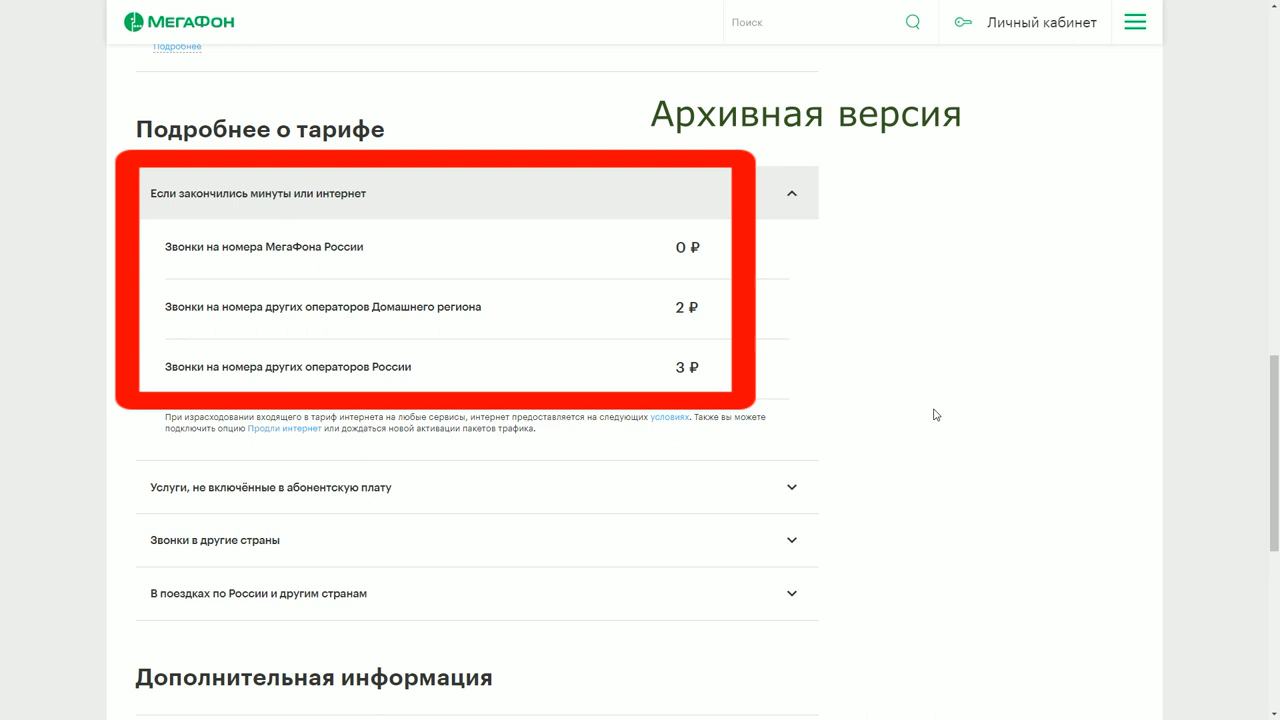 МегаФон
Поиск
Личный кабинет
Подробнее
Архивная версия
Подробнее о тарифе
Если закончились минуты или интернет
Звонки на номера МегаФона России 0 ₽
Звонки на номера других операторов Домашнего региона 2 ₽
Звонки на номера других операторов России 3 ₽
При израсходовании входящего в тариф интернета на любые сервисы, интернет предоставляется на следующих условиях. Также вы можете
подключить опцию Продли интернет или дождаться новой активации пакетов трафика.
Услуги, не включённые в абонентскую плату
Звонки в другие страны
В поездках по России и другим странам
Дополнительная информация